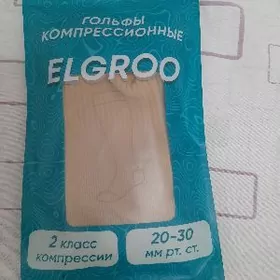 ГОЛЬФЫ
КОМПРЕССИОННЫЕ
ELGROO
2 класс
компрессии
20-30
мм рт. ст.